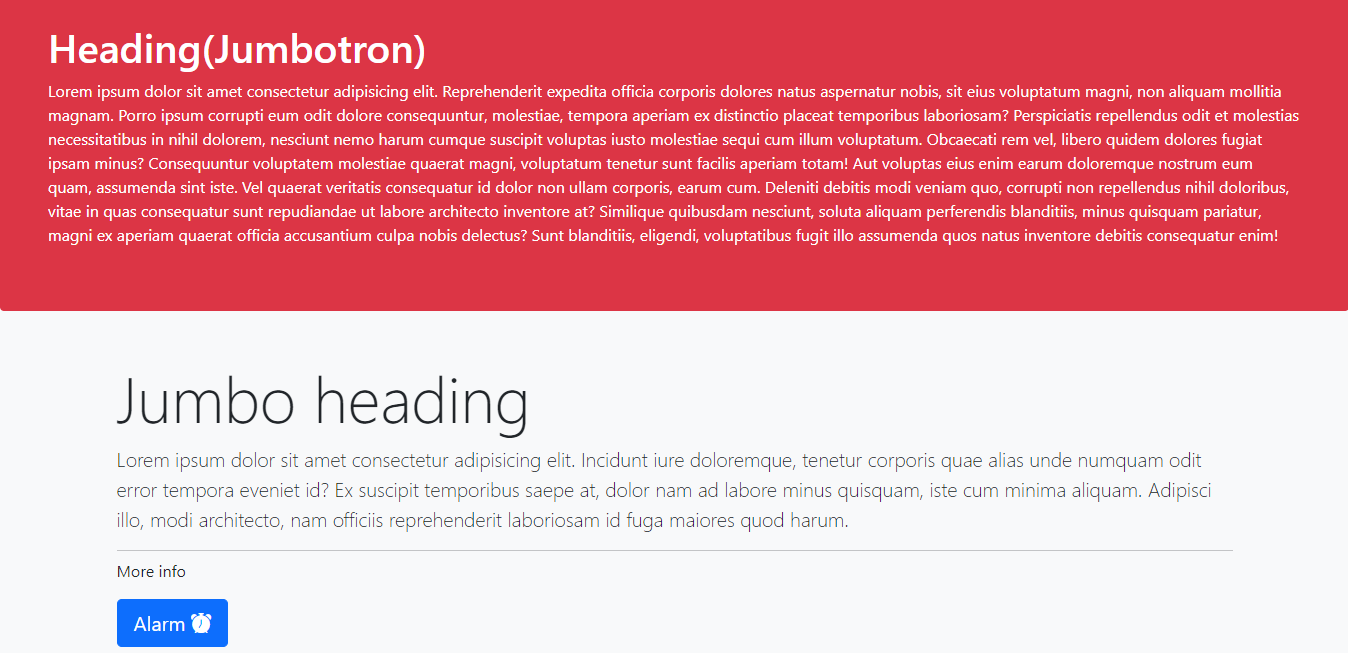 Heading(Jumbotron)
Lorem ipsum dolor sit amet consectetur adipisicing elit. Reprehenderit expedita officia corporis dolores natus aspernatur nobis, sit eius voluptatum magni, non aliquam mollitia
magnam. Porro ipsum corrupti eum odit dolore consequuntur, molestiae, tempora aperiam ex distinctio placeat temporibus laboriosam? Perspiciatis repellendus odit et molestias
necessitatibus in nihil dolorem, nesciunt nemo harum cumque suscipit voluptas iusto molestiae sequi cum illum voluptatum. Obcaecati rem vel, libero quidem dolores fugiat
ipsam minus? Consequuntur voluptatem molestiae quaerat magni, voluptatum tenetur sunt facilis aperiam totam! Aut voluptas eius enim earum doloremque nostrum eum
quam, assumenda sint iste. Vel quaerat veritatis consequatur id dolor non ullam corporis, earum cum. Deleniti debitis modi veniam quo, corrupti non repellendus nihil doloribus,
vitae in quas consequatur sunt repudiandae ut labore architecto inventore at? Similique quibusdam nesciunt, soluta aliquam perferendis blanditiis, minus quisquam pariatur,
magni ex aperiam quaerat officia accusantium culpa nobis delectus? Sunt blanditiis, eligendi, voluptatibus fugit illo assumenda quos natus inventore debitis consequatur enim!
Jumbo heading
Lorem ipsum dolor sit amet consectetur adipisicing elit. Incidunt iure doloremque, tenetur corporis quae alias unde numquam odit
error tempora eveniet id? Ex suscipit temporibus saepe at, dolor nam ad labore minus quisquam, iste cum minima aliquam. Adipisci
illo, modi architecto, nam officiis reprehenderit laboriosam id fuga maiores quod harum.
More info
Alarm